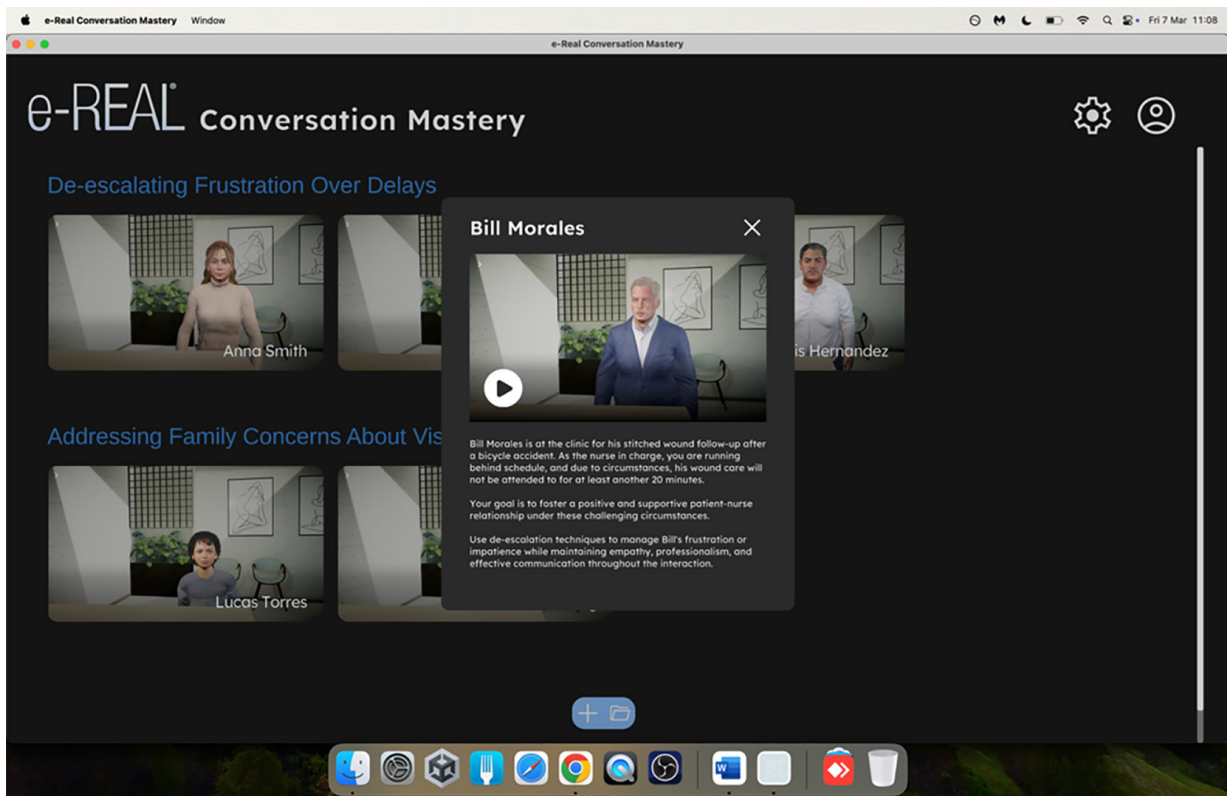 e-Real Conversation Mastery Window
Fri 7 Mar 11:08
e-Real Conversation Mastery
e-REAL® Conversation Mastery
De-escalating Frustration Over Delays
Anna Smith
is Hernandez
Bill Morales
Bill Morales is at the clinic for his stitched wound follow-up after
a bicycle accident. As the nurse in charge, you are running
behind schedule, and due to circumstances, his wound care will
not be attended to for at least another 20 minutes.
Your goal is to foster a positive and supportive patient-nurse
relationship under these challenging circumstances.
Use de-escalation techniques to manage Bill's frustration or
impatience while maintaining empathy, professionalism, and
effective communication throughout the interaction.
Addressing Family Concerns About Vis
Lucas Torres
W